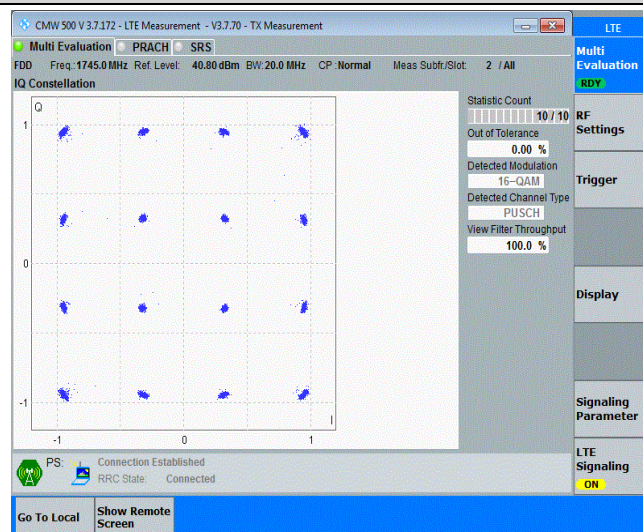 CMW 500 V 3.7.172 - LTE Measurement - V3.7.70 - TX Measurement
LTE
Multi Evaluation PRACH SRS
Multi
Evaluation
RDY
FDD Freq.:1745.0 MHz Ref. Level: 40.80 dBm BW:20.0 MHz CP :Normal Meas Subfr./Slot: 2 / All
IQ Constellation
Q
I
1
0
-1
-1 0 1
Statistic Count
10 / 10
Out of Tolerance
0.00 %
Detected Modulation
16-QAM
Detected Channel Type
PUSCH
View Filter Throughput
100.0 %
RF
Settings
Trigger
Display
Signaling
Parameter
LTE
Signaling
ON
PS: Connection Established
RRC State: Connected
Go To Local
Show Remote
Screen